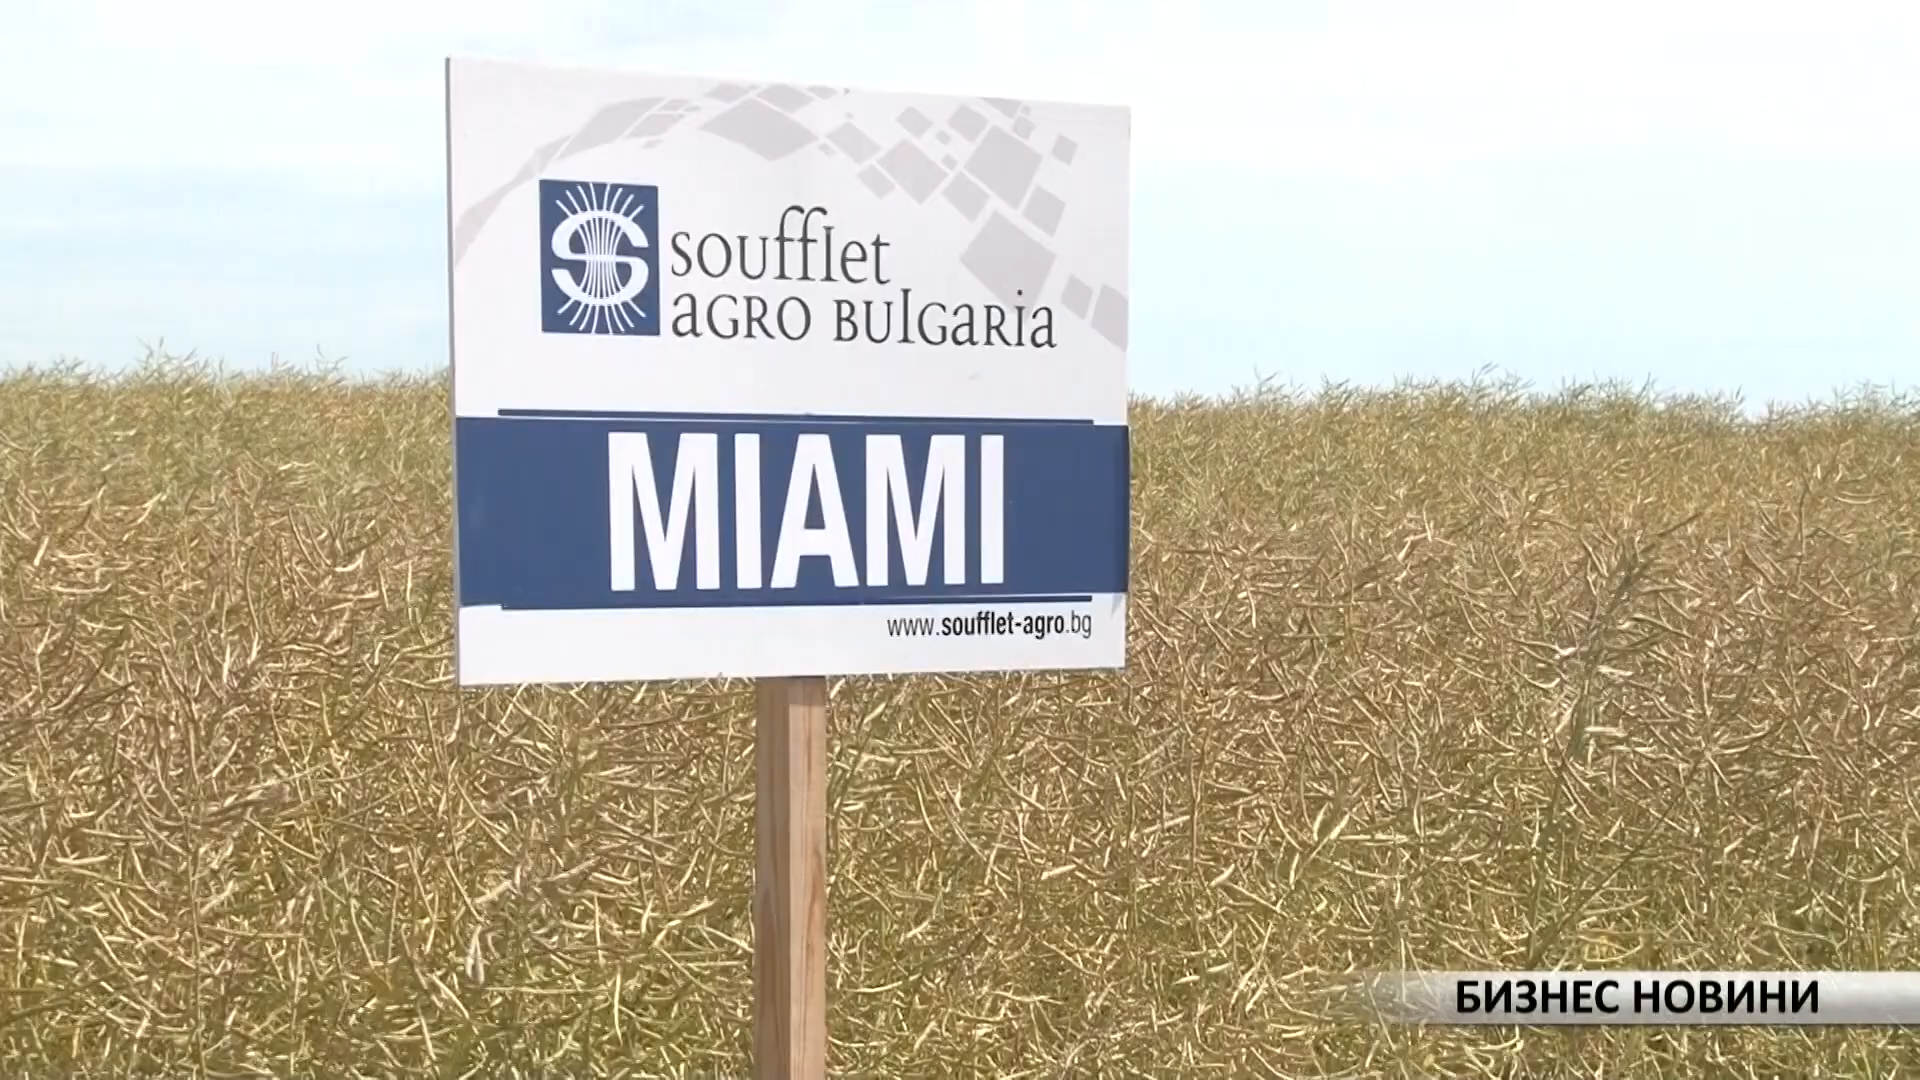 soufflet
agro Bulgaria
MIAMI
www.soufflet-agro.bg
БИЗНЕС НОВИНИ